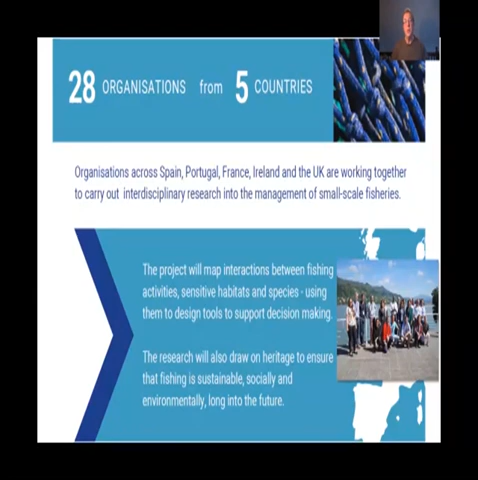 28 ORGANISATIONS from 5 COUNTRIES
Organisations across Spain, Portugal, France, Ireland and the UK are working together
to carry out interdisciplinary research into the management of small-scale fisheries.
The project will map interactions between fishing
activities, sensitive habitats and species - using
them to design tools to support decision making.
The research will also draw on heritage to ensure
that fishing is sustainable, socially and
environmentally, long into the future.